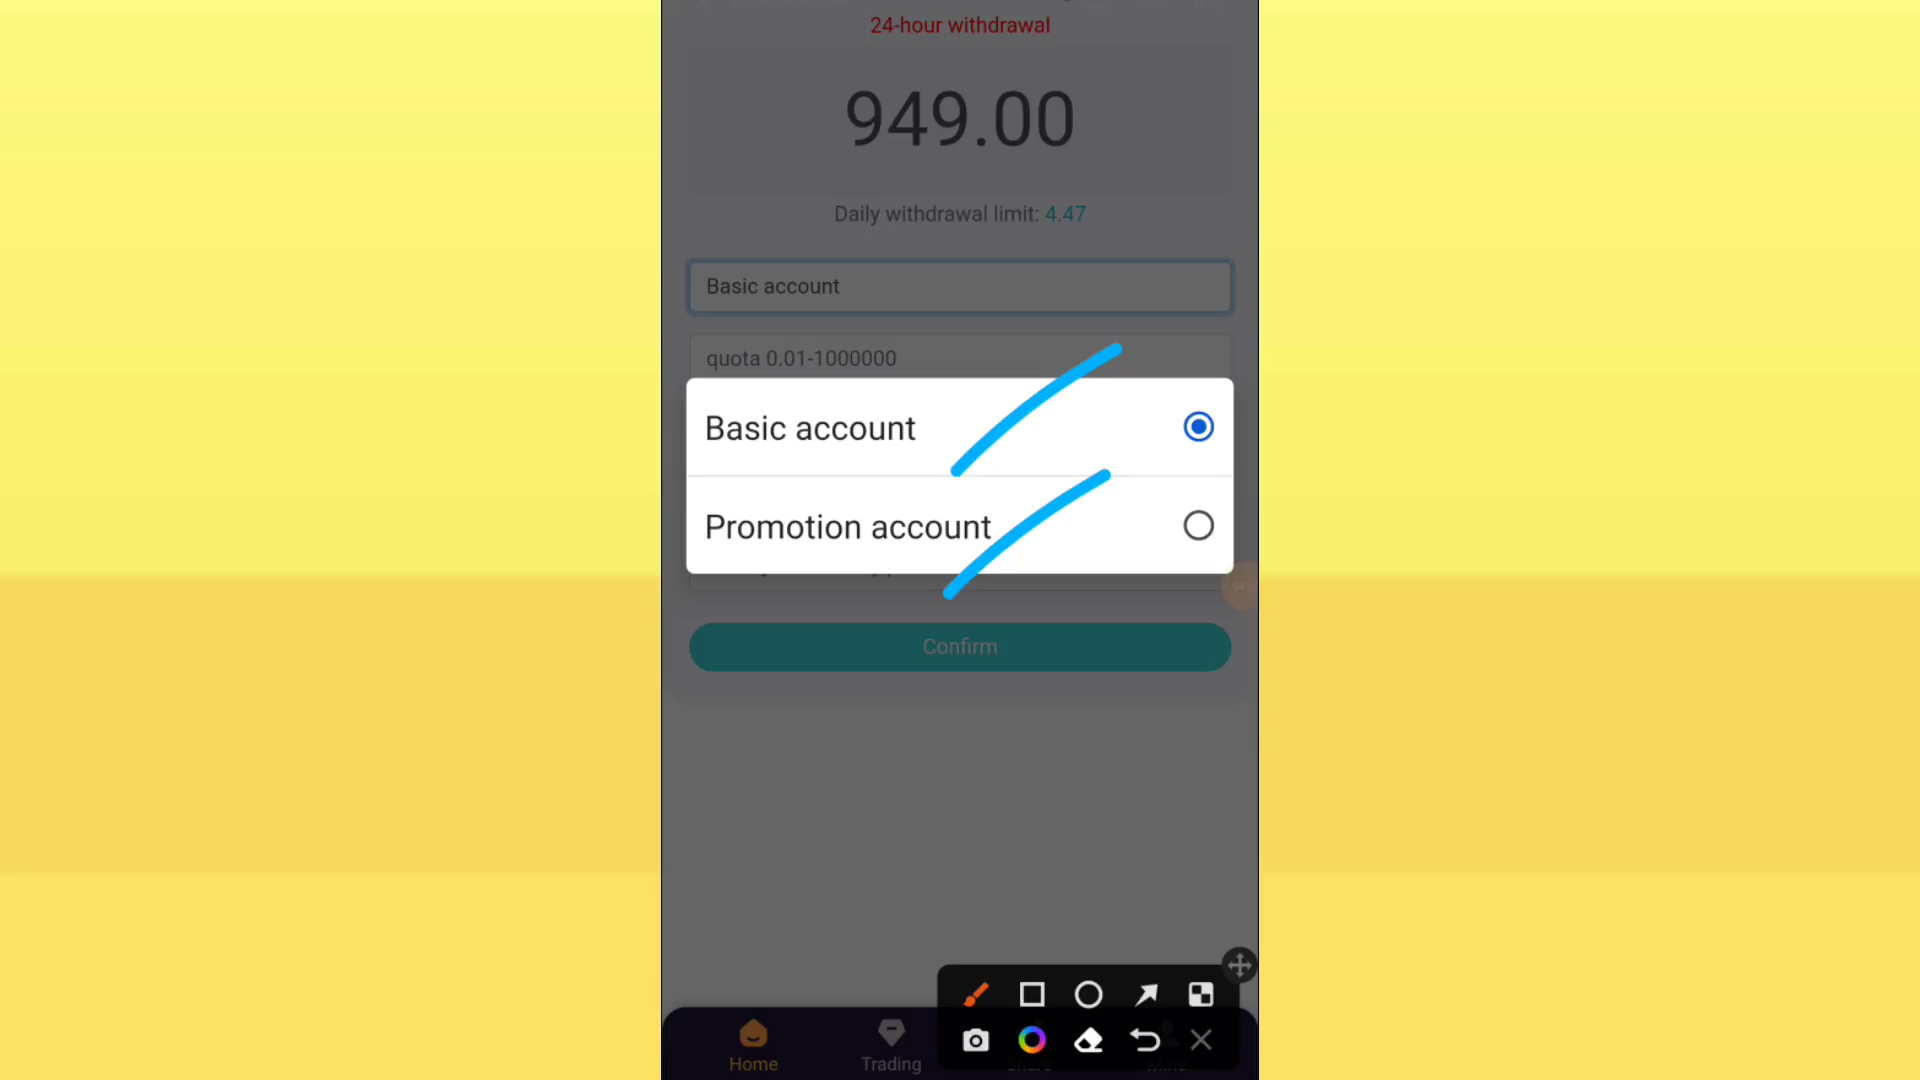 24-hour withdrawal
949.00
Daily withdrawal limit: 4.47
Basic account
quota 0.01-1000000
Basic account
Promotion account
Confirm
Home
Trading